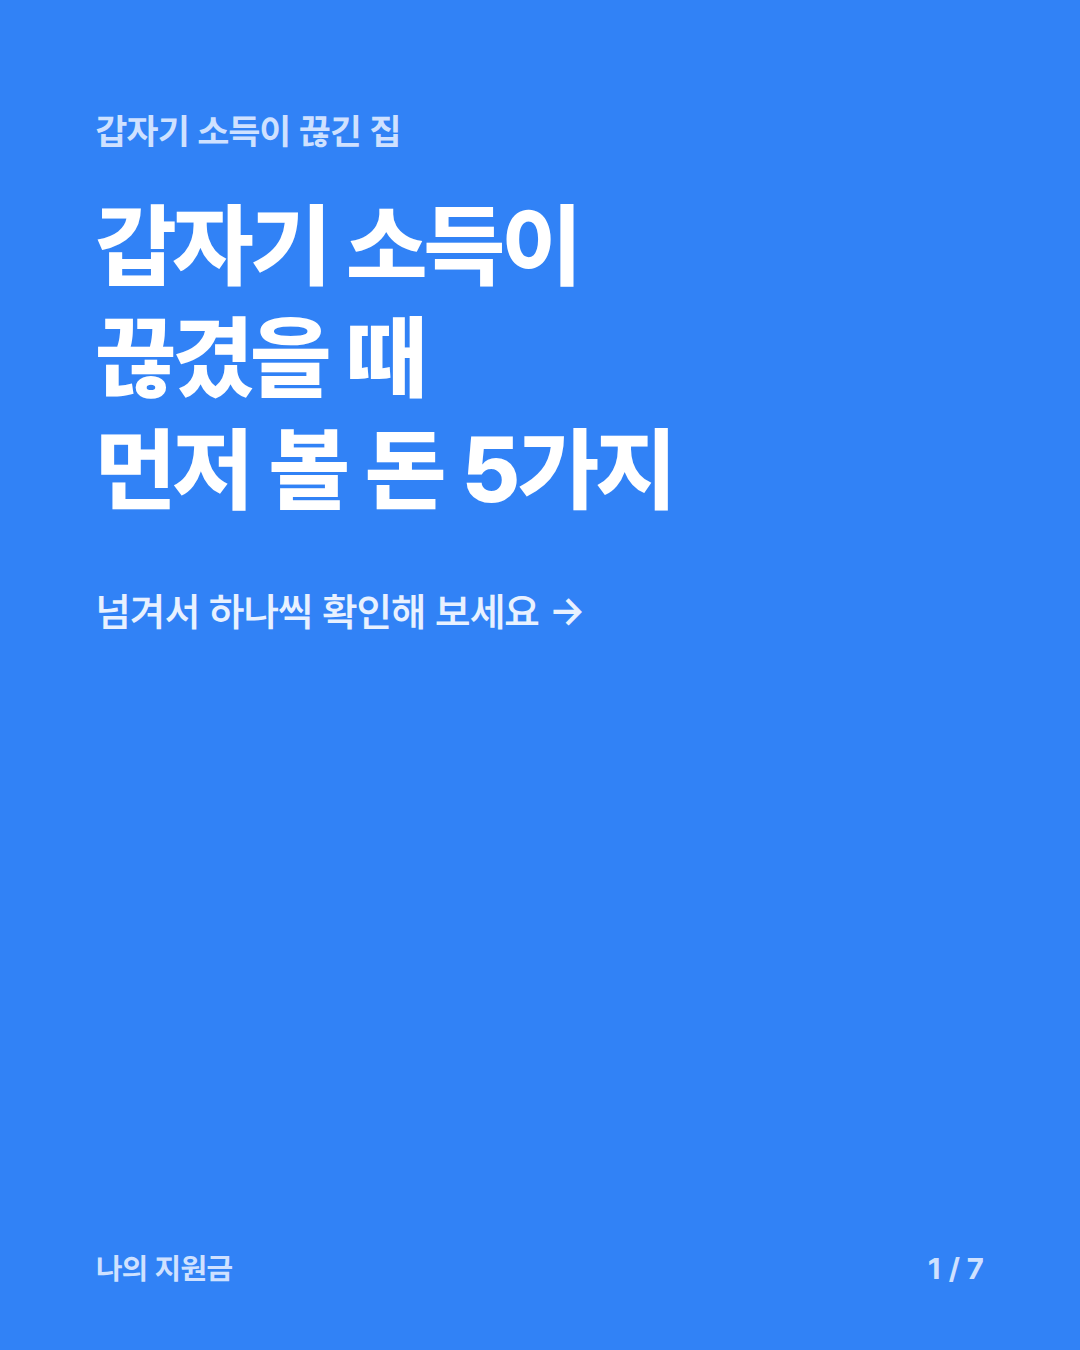 갑자기 소득이 끊긴 집
갑자기 소득이
끊겼을 때
먼저 볼 돈 5가지
넘겨서 하나씩 확인해 보세요 →
나의 지원금
1 / 7